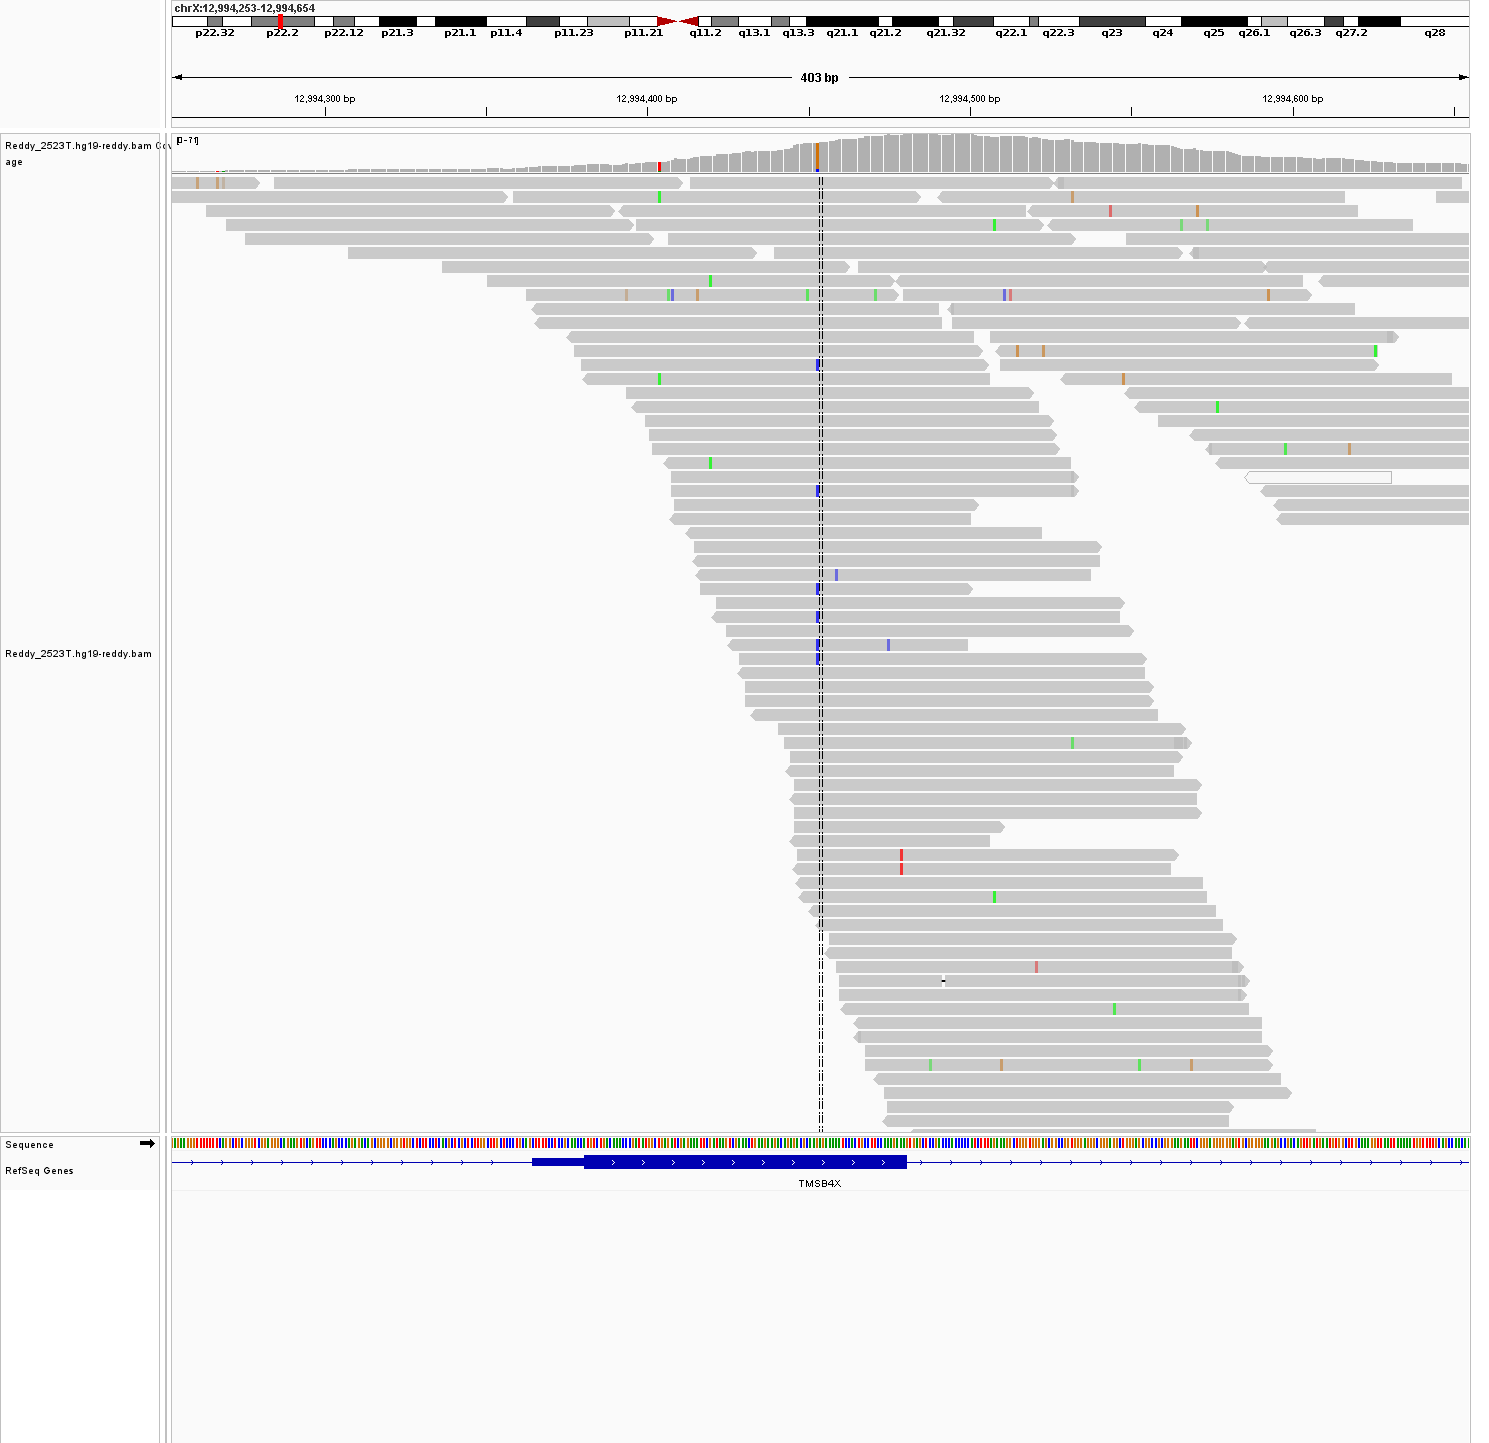 chrX:12,994,253-12,994,654
p22.32 p22.2 p22.12 p21.3 p21.1 p11.4 p11.23 p11.21 q11.2 q13.1 q13.3 q21.1 q21.2 q21.32 q22.1 q22.3 q23 q24 q25 q26.1 q26.3 q27.2 q28
403 bp
12,994,300 bp 12,994,400 bp 12,994,500 bp 12,994,600 bp
[0-71]
Reddy_2523T.hg19-reddy.bam Cov
age
Reddy_2523T.hg19-reddy.bam
Sequence
RefSeq Genes
TMSB4X